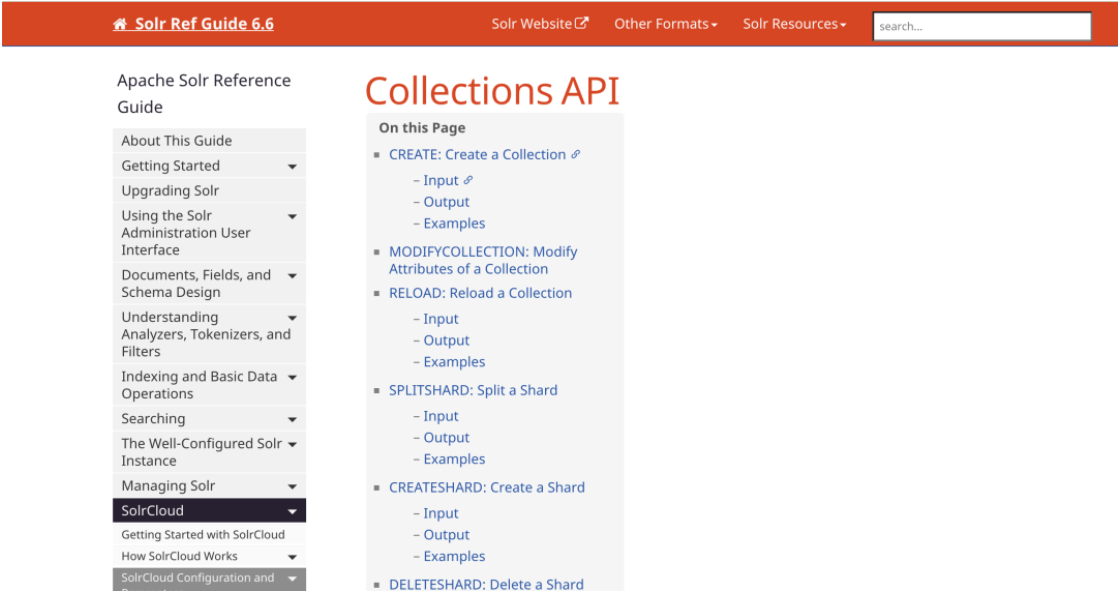 Solr Ref Guide 6.6
Solr Website
Other Formats
Solr Resources
search...
Apache Solr Reference
Guide
About This Guide
Getting Started
Upgrading Solr
Using the Solr
Administration User
Interface
Documents, Fields, and
Schema Design
Understanding
Analyzers, Tokenizers, and
Filters
Indexing and Basic Data
Operations
Searching
The Well-Configured Solr
Instance
Managing Solr
SolrCloud
Getting Started with SolrCloud
How SolrCloud Works
SolrCloud Configuration and
Collections API
On this Page
CREATE: Create a Collection
– Input
– Output
– Examples
MODIFYCOLLECTION: Modify
Attributes of a Collection
RELOAD: Reload a Collection
– Input
– Output
– Examples
SPLITSHARD: Split a Shard
– Input
– Output
– Examples
CREATESHARD: Create a Shard
– Input
– Output
– Examples
DELETESHARD: Delete a Shard